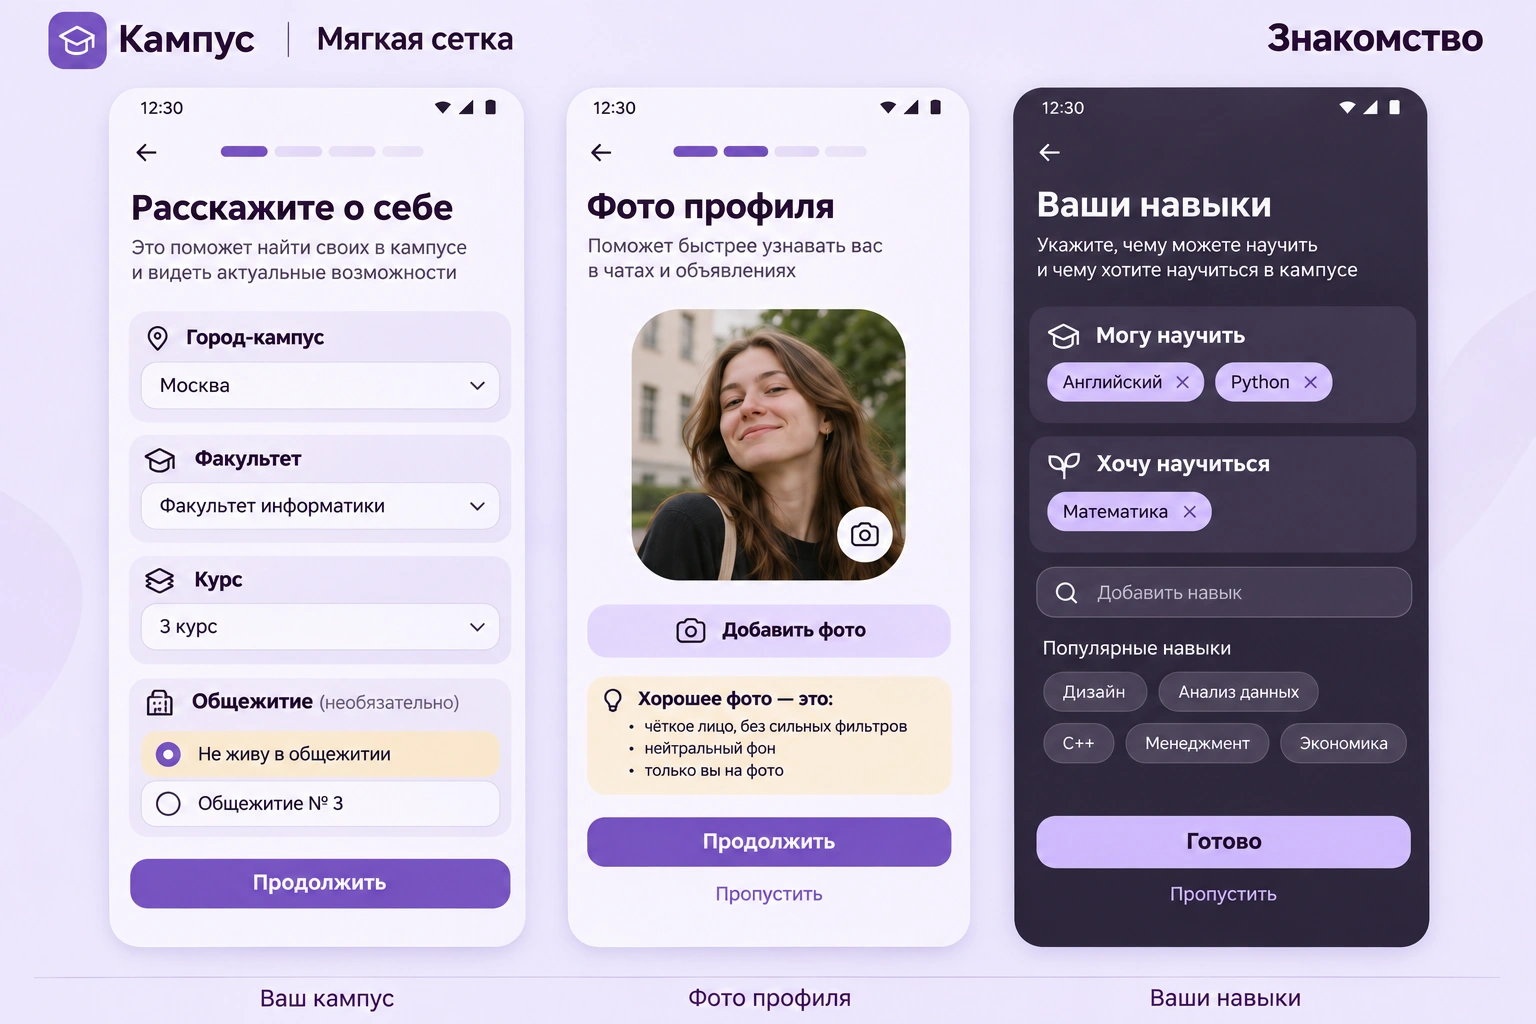 Кампус
Мягкая сетка
Знакомство
12:30
Расскажите о себе
Это поможет найти своих в кампусе
и видеть актуальные возможности
Город-кампус
Москва
Факультет
Факультет информатики
Курс
3 курс
Общежитие (необязательно)
Не живу в общежитии
Общежитие № 3
Продолжить
12:30
Фото профиля
Поможет быстрее узнавать вас
в чатах и объявлениях
Добавить фото
Хорошее фото — это:
• чёткое лицо, без сильных фильтров
• нейтральный фон
• только вы на фото
Продолжить
Пропустить
12:30
Ваши навыки
Укажите, чему можете научить
и чему хотите научиться в кампусе
Могу научить
Английский
Python
Хочу научиться
Математика
Добавить навык
Популярные навыки
Дизайн
Анализ данных
C++
Менеджмент
Экономика
Готово
Пропустить
Ваш кампус
Фото профиля
Ваши навыки